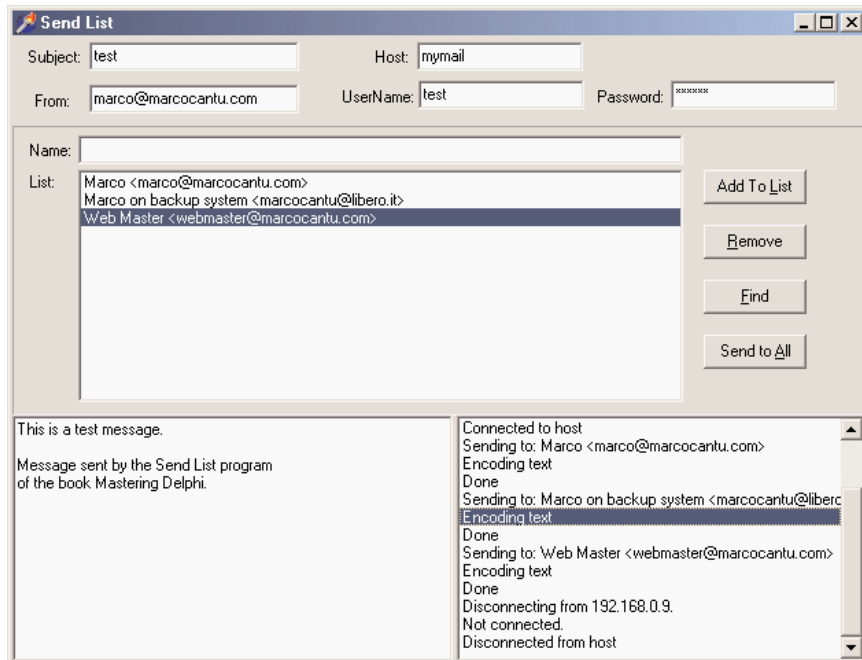 Send List
Subject: test
Host: mymail
From: marco@marcocantu.com
UserName: test
Password: xxxxxx
Name:
List:
Marco <marco@marcocantu.com>
Marco on backup system <marcocantu@libero.it>
Web Master <webmaster@marcocantu.com>
Add To List
Remove
Find
Send to All
This is a test message.
Message sent by the Send List program
of the book Mastering Delphi.
Connected to host
Sending to: Marco <marco@marcocantu.com>
Encoding text
Done
Sending to: Marco on backup system <marcocantu@liberc
Encoding text
Done
Sending to: Web Master <webmaster@marcocantu.com>
Encoding text
Done
Disconnecting from 192.168.0.9.
Not connected.
Disconnected from host